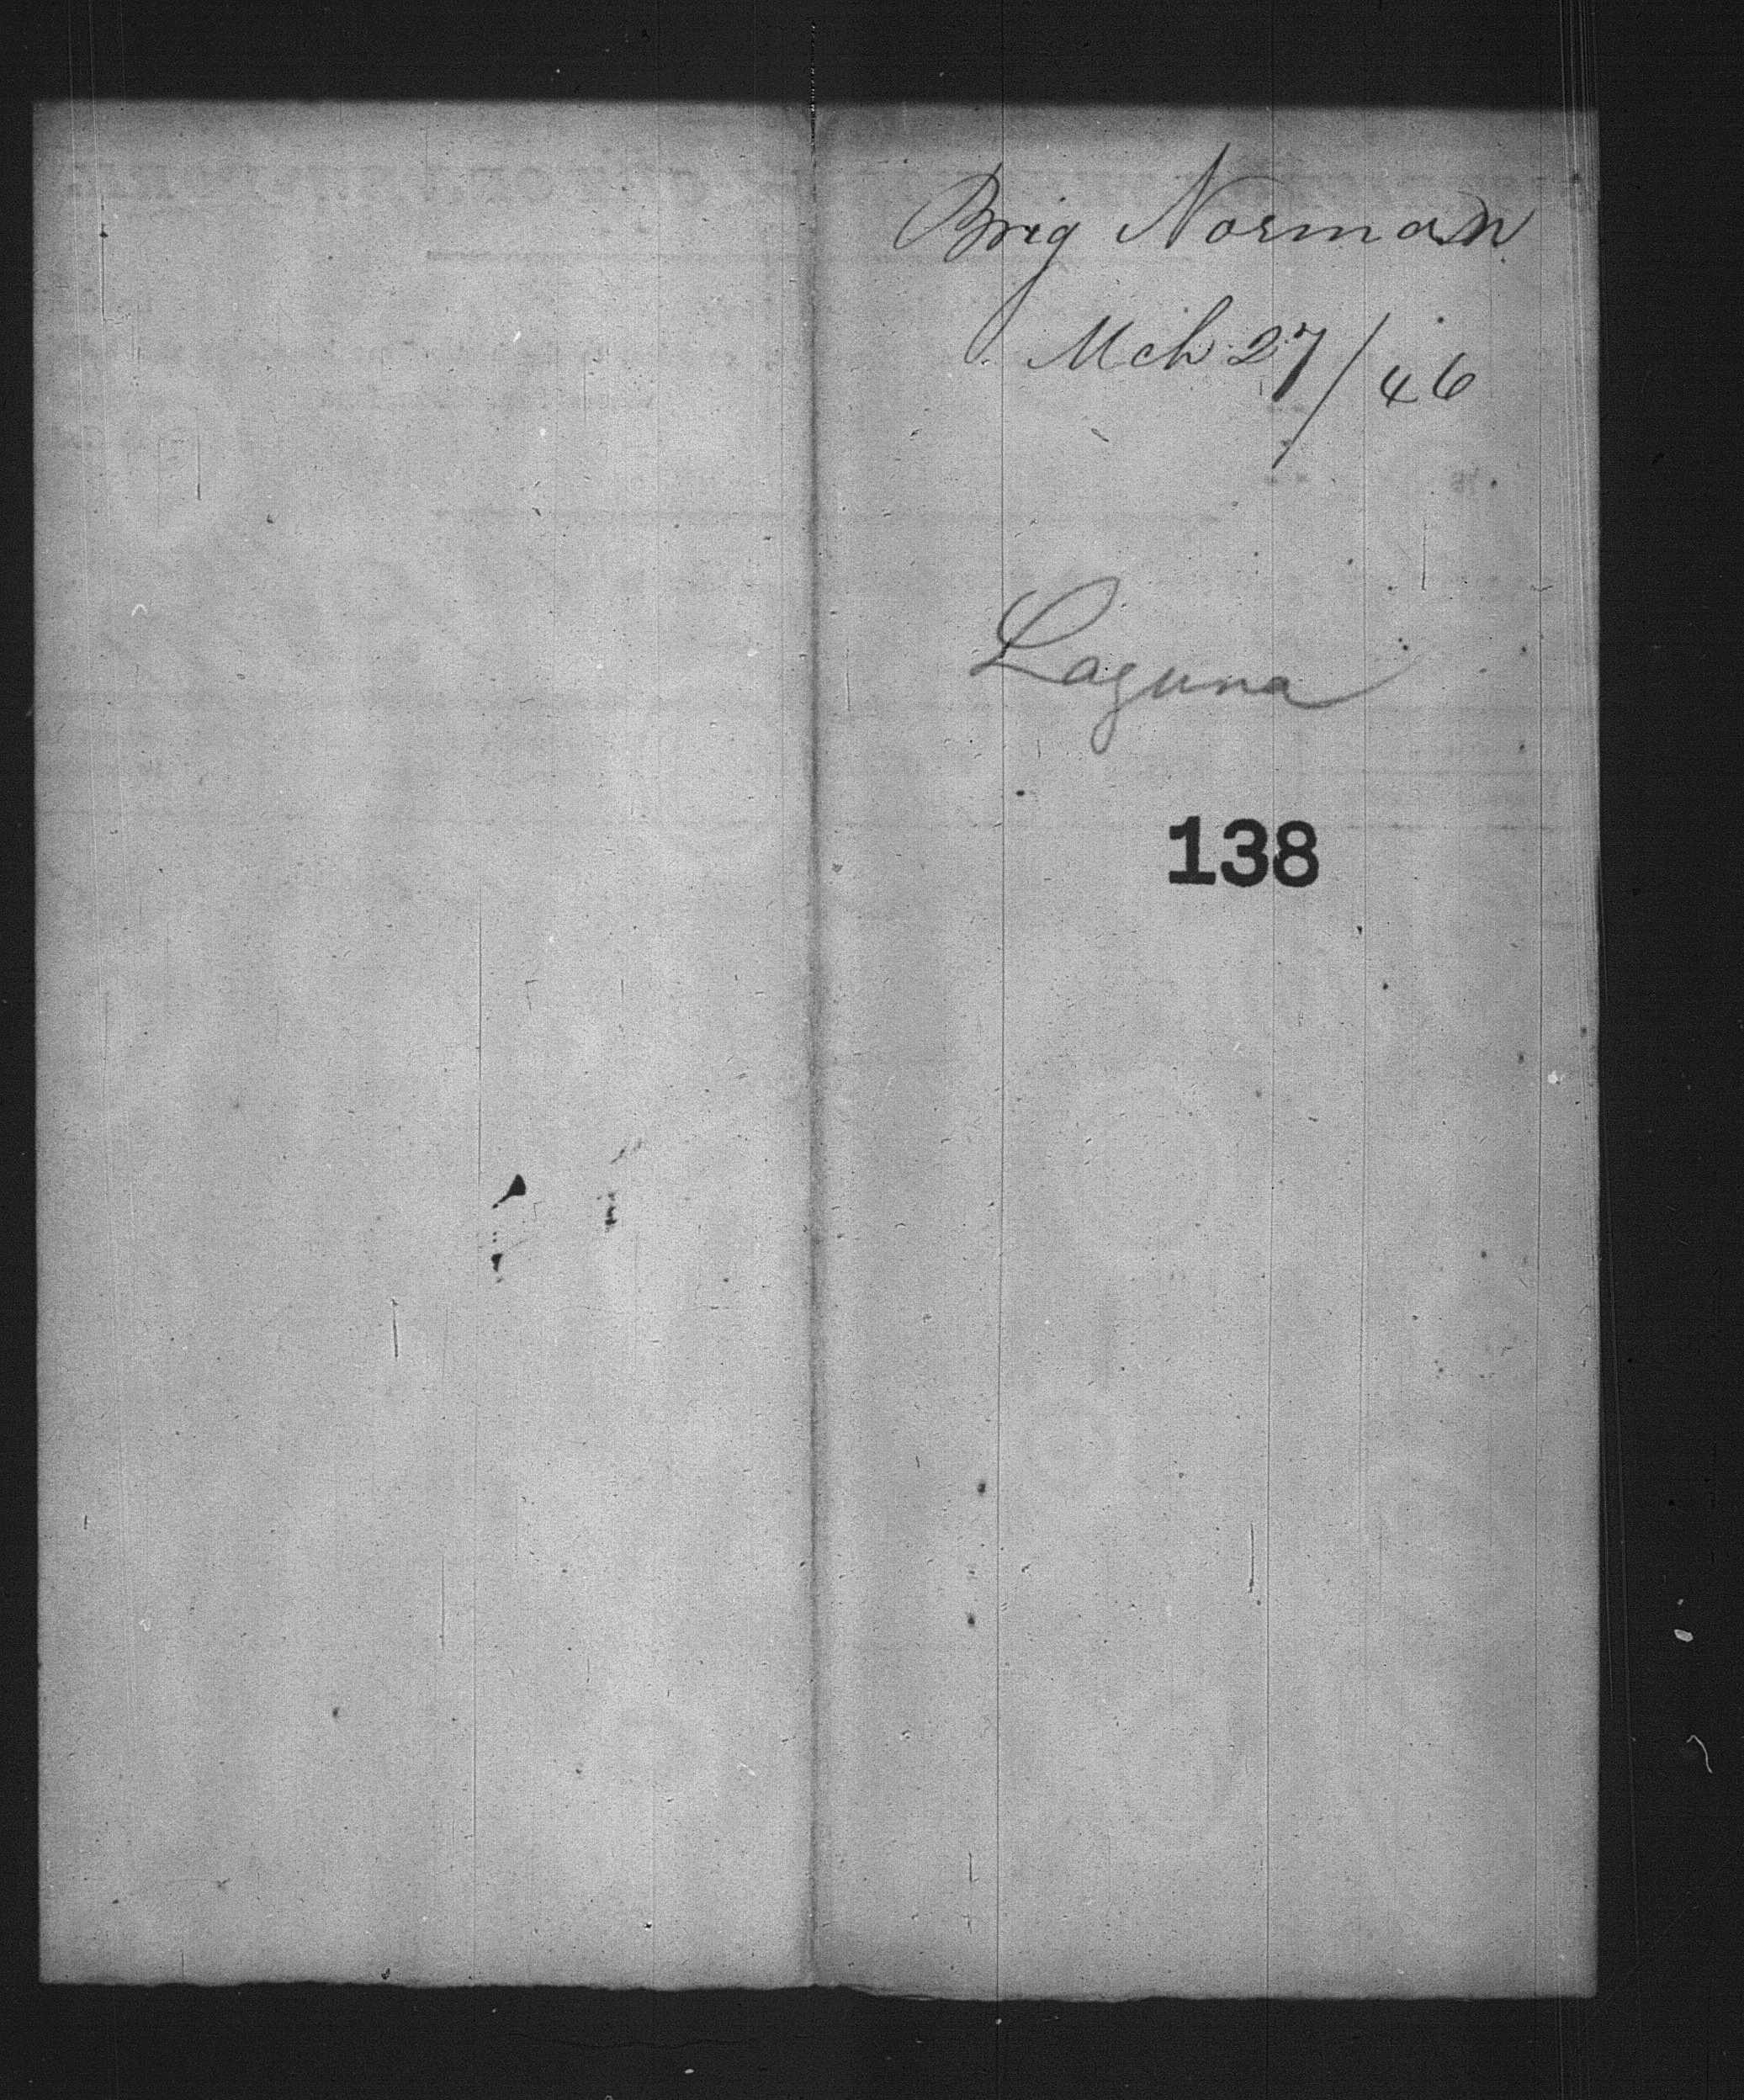 Brig Norman
Mch 27/46
Laguna
138